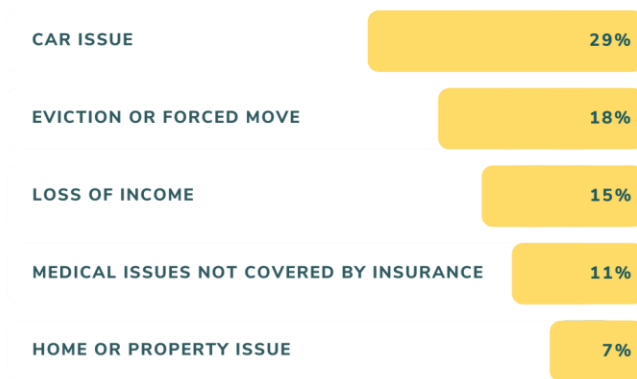 CAR ISSUE 29%
EVICTION OR FORCED MOVE 18%
LOSS OF INCOME 15%
MEDICAL ISSUES NOT COVERED BY INSURANCE 11%
HOME OR PROPERTY ISSUE 7%